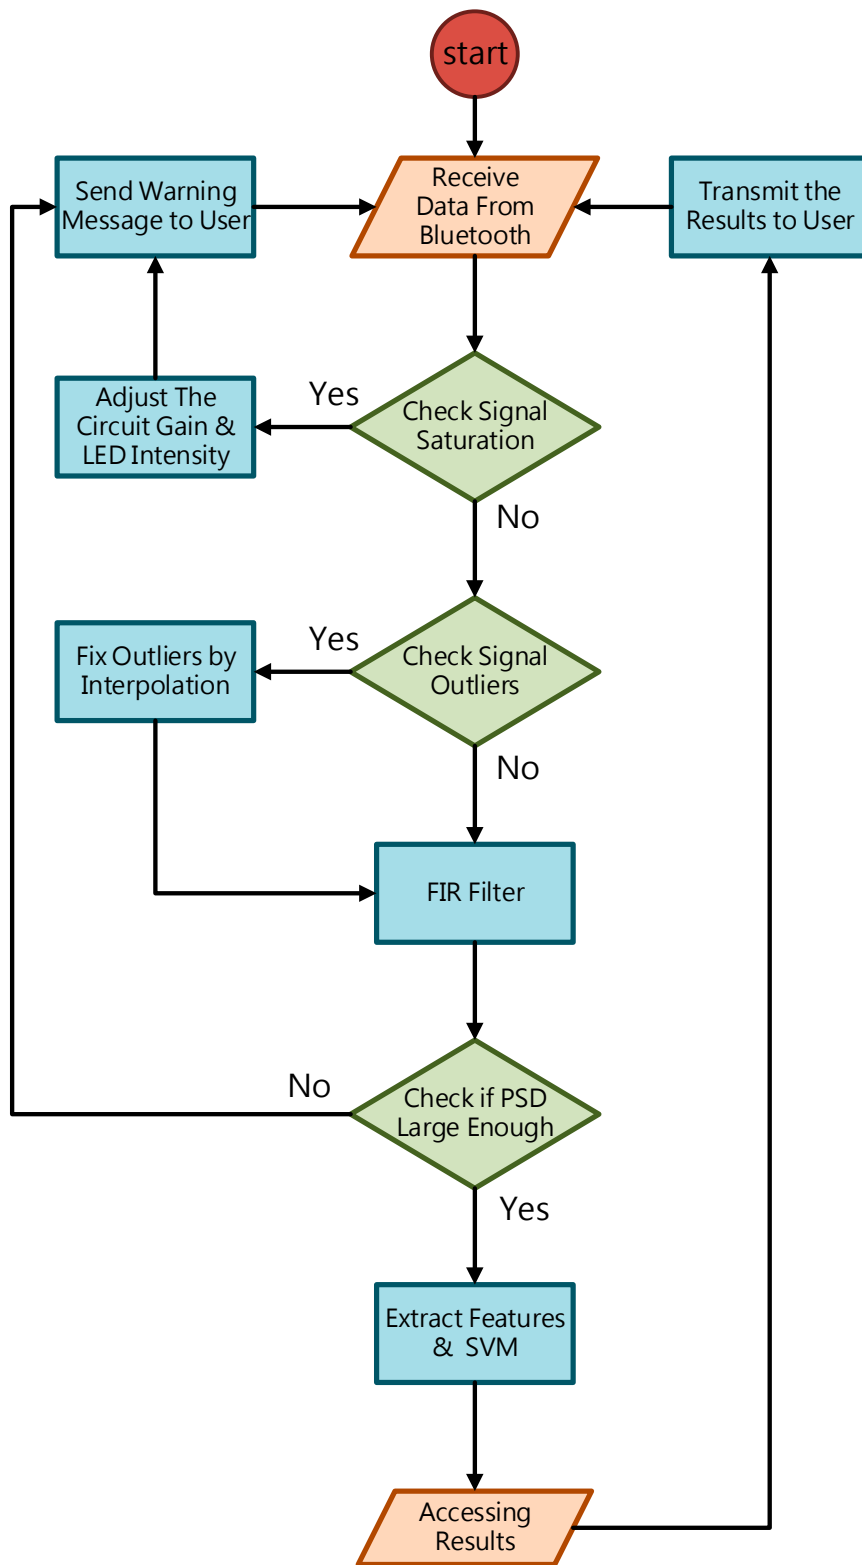 start
Send Warning
Message to User
Receive
Data From
Bluetooth
Transmit the
Results to User
Adjust The
Circuit Gain &
LED Intensity
Yes
Check Signal
Saturation
No
Fix Outliers by
Interpolation
Yes
Check Signal
Outliers
No
FIR Filter
No
Check if PSD
Large Enough
Yes
Extract Features
& SVM
Accessing
Results